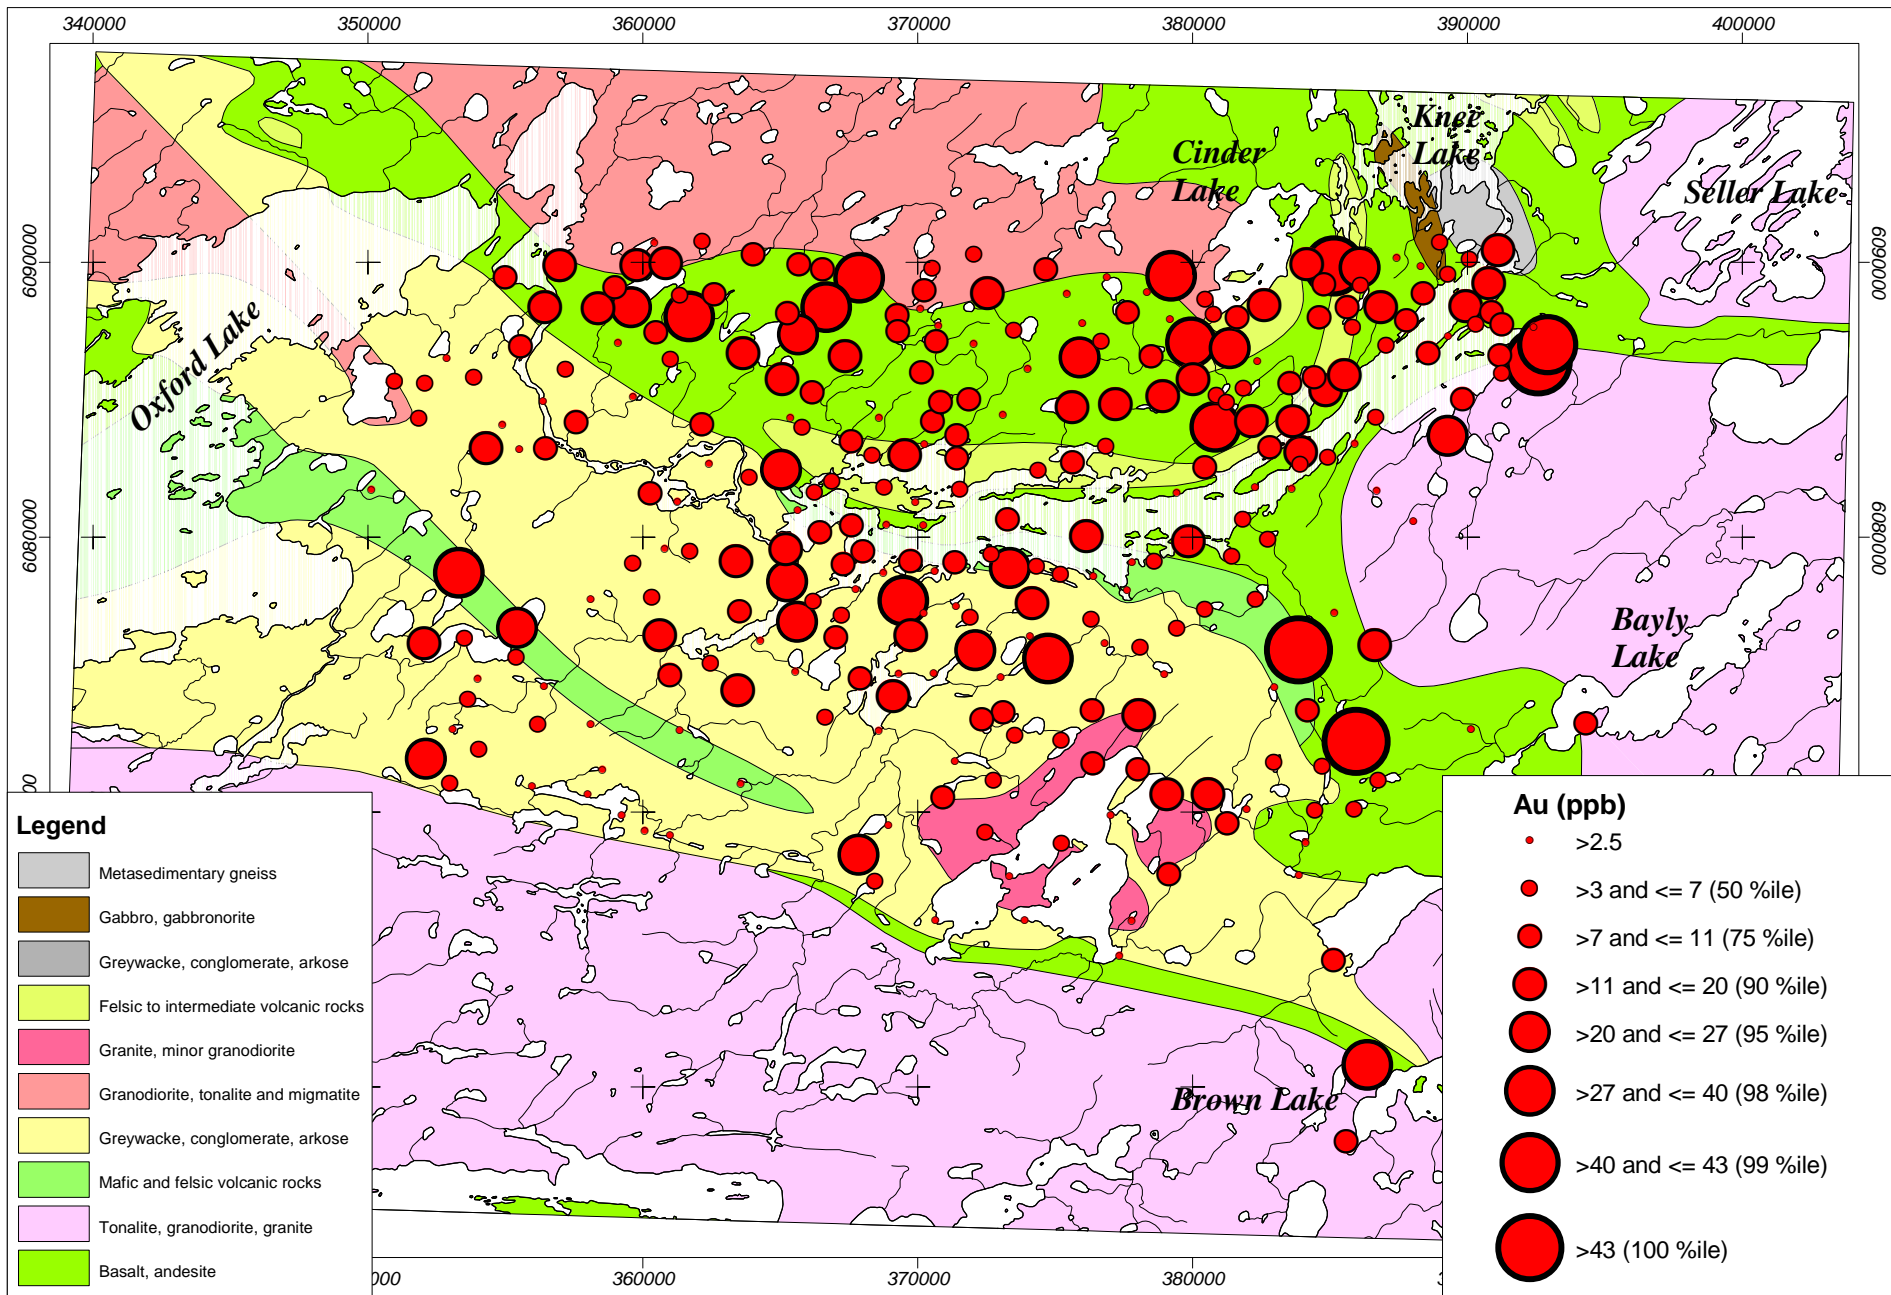 340000
350000
360000
370000
380000
390000
400000
Knee
Lake
Cinder
Lake
Seller Lake
6090000
6090000
Oxford Lake
6080000
6080000
Bayly
Lake
Brown Lake
00
Legend
Metasedimentary gneiss
Gabbro, gabbronorite
Greywacke, conglomerate, arkose
Felsic to intermediate volcanic rocks
Granite, minor granodiorite
Granodiorite, tonalite and migmatite
Greywacke, conglomerate, arkose
Mafic and felsic volcanic rocks
Tonalite, granodiorite, granite
Basalt, andesite
Au (ppb)
>2.5
>3 and <= 7 (50 %ile)
>7 and <= 11 (75 %ile)
>11 and <= 20 (90 %ile)
>20 and <= 27 (95 %ile)
>27 and <= 40 (98 %ile)
>40 and <= 43 (99 %ile)
>43 (100 %ile)
360000
370000
380000